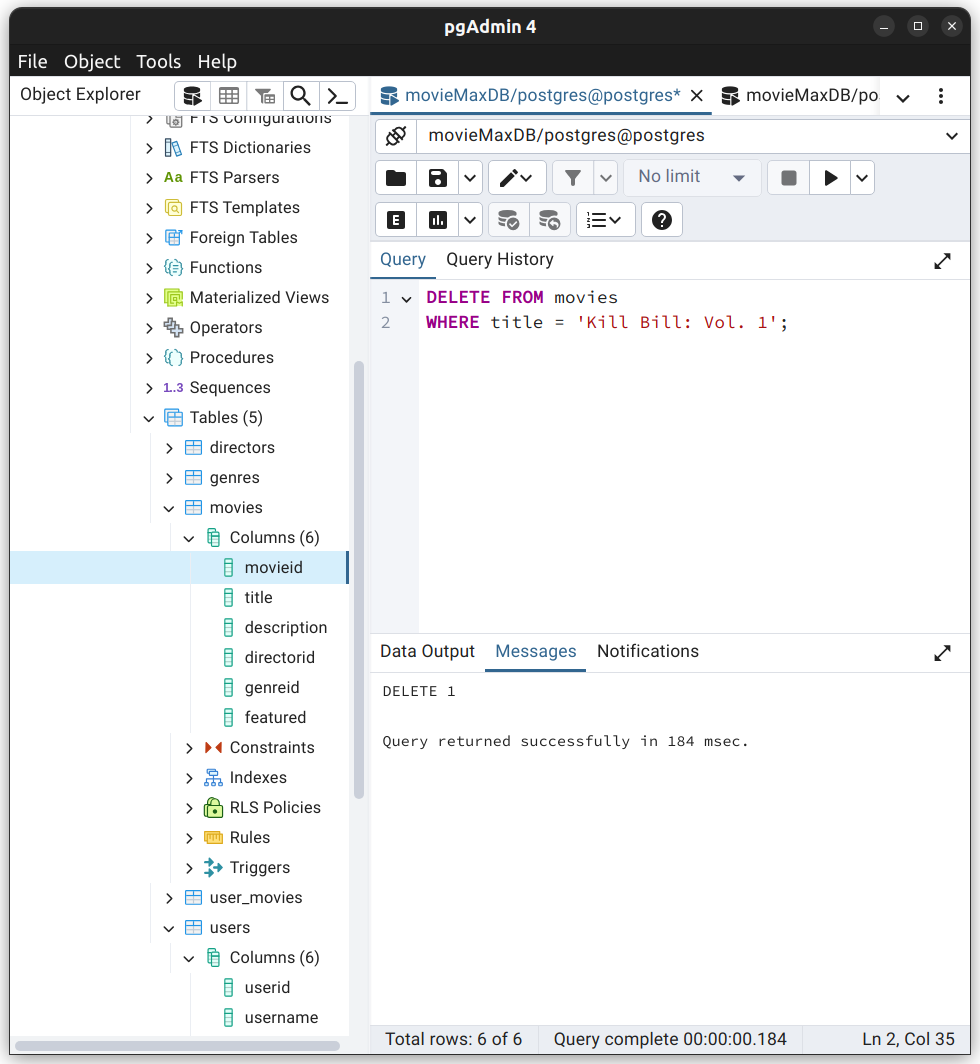 pgAdmin 4
File Object Tools Help
Object Explorer
FTS Configurations
FTS Dictionaries
Aa FTS Parsers
FTS Templates
Foreign Tables
Functions
Materialized Views
Operators
Procedures
1..3 Sequences
Tables (5)
directors
genres
movies
Columns (6)
movieid
title
description
directorid
genreid
featured
Constraints
Indexes
RLS Policies
Rules
Triggers
user_movies
users
Columns (6)
userid
username
movieMaxDB/postgres@postgres* movieMaxDB/po
movieMaxDB/postgres@postgres
No limit
E
Query Query History
1 DELETE FROM movies
2 WHERE title = 'Kill Bill: Vol. 1';
Data Output Messages Notifications
DELETE 1
Query returned successfully in 184 msec.
Total rows: 6 of 6 Query complete 00:00:00.184 Ln 2, Col 35